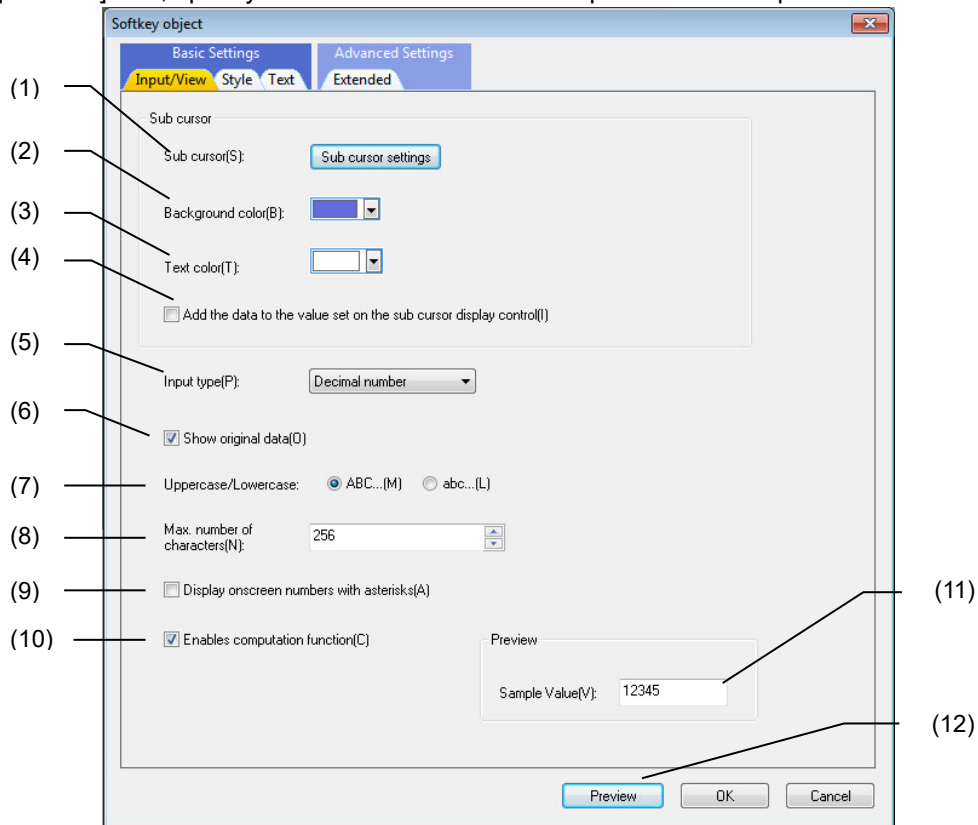 Softkey object
Basic Settings Advanced Settings
Input/View Style Text Extended
(1)
Sub cursor
(2)
Sub cursor(S): Sub cursor settings
(3)
Background color(B):
(4)
Text color(T):
Add the data to the value set on the sub cursor display control(I)
(5)
Input type(P): Decimal number
(6)
Show original data(O)
(7) Uppercase/Lowercase: ABC...(M) abc...(L)
(8) Max. number of
characters(N): 256
(9) Display onscreen numbers with asterisks(A) (11)
(10) Enables computation function(C) Preview
Sample Value(V): 12345
(12)
Preview OK Cancel